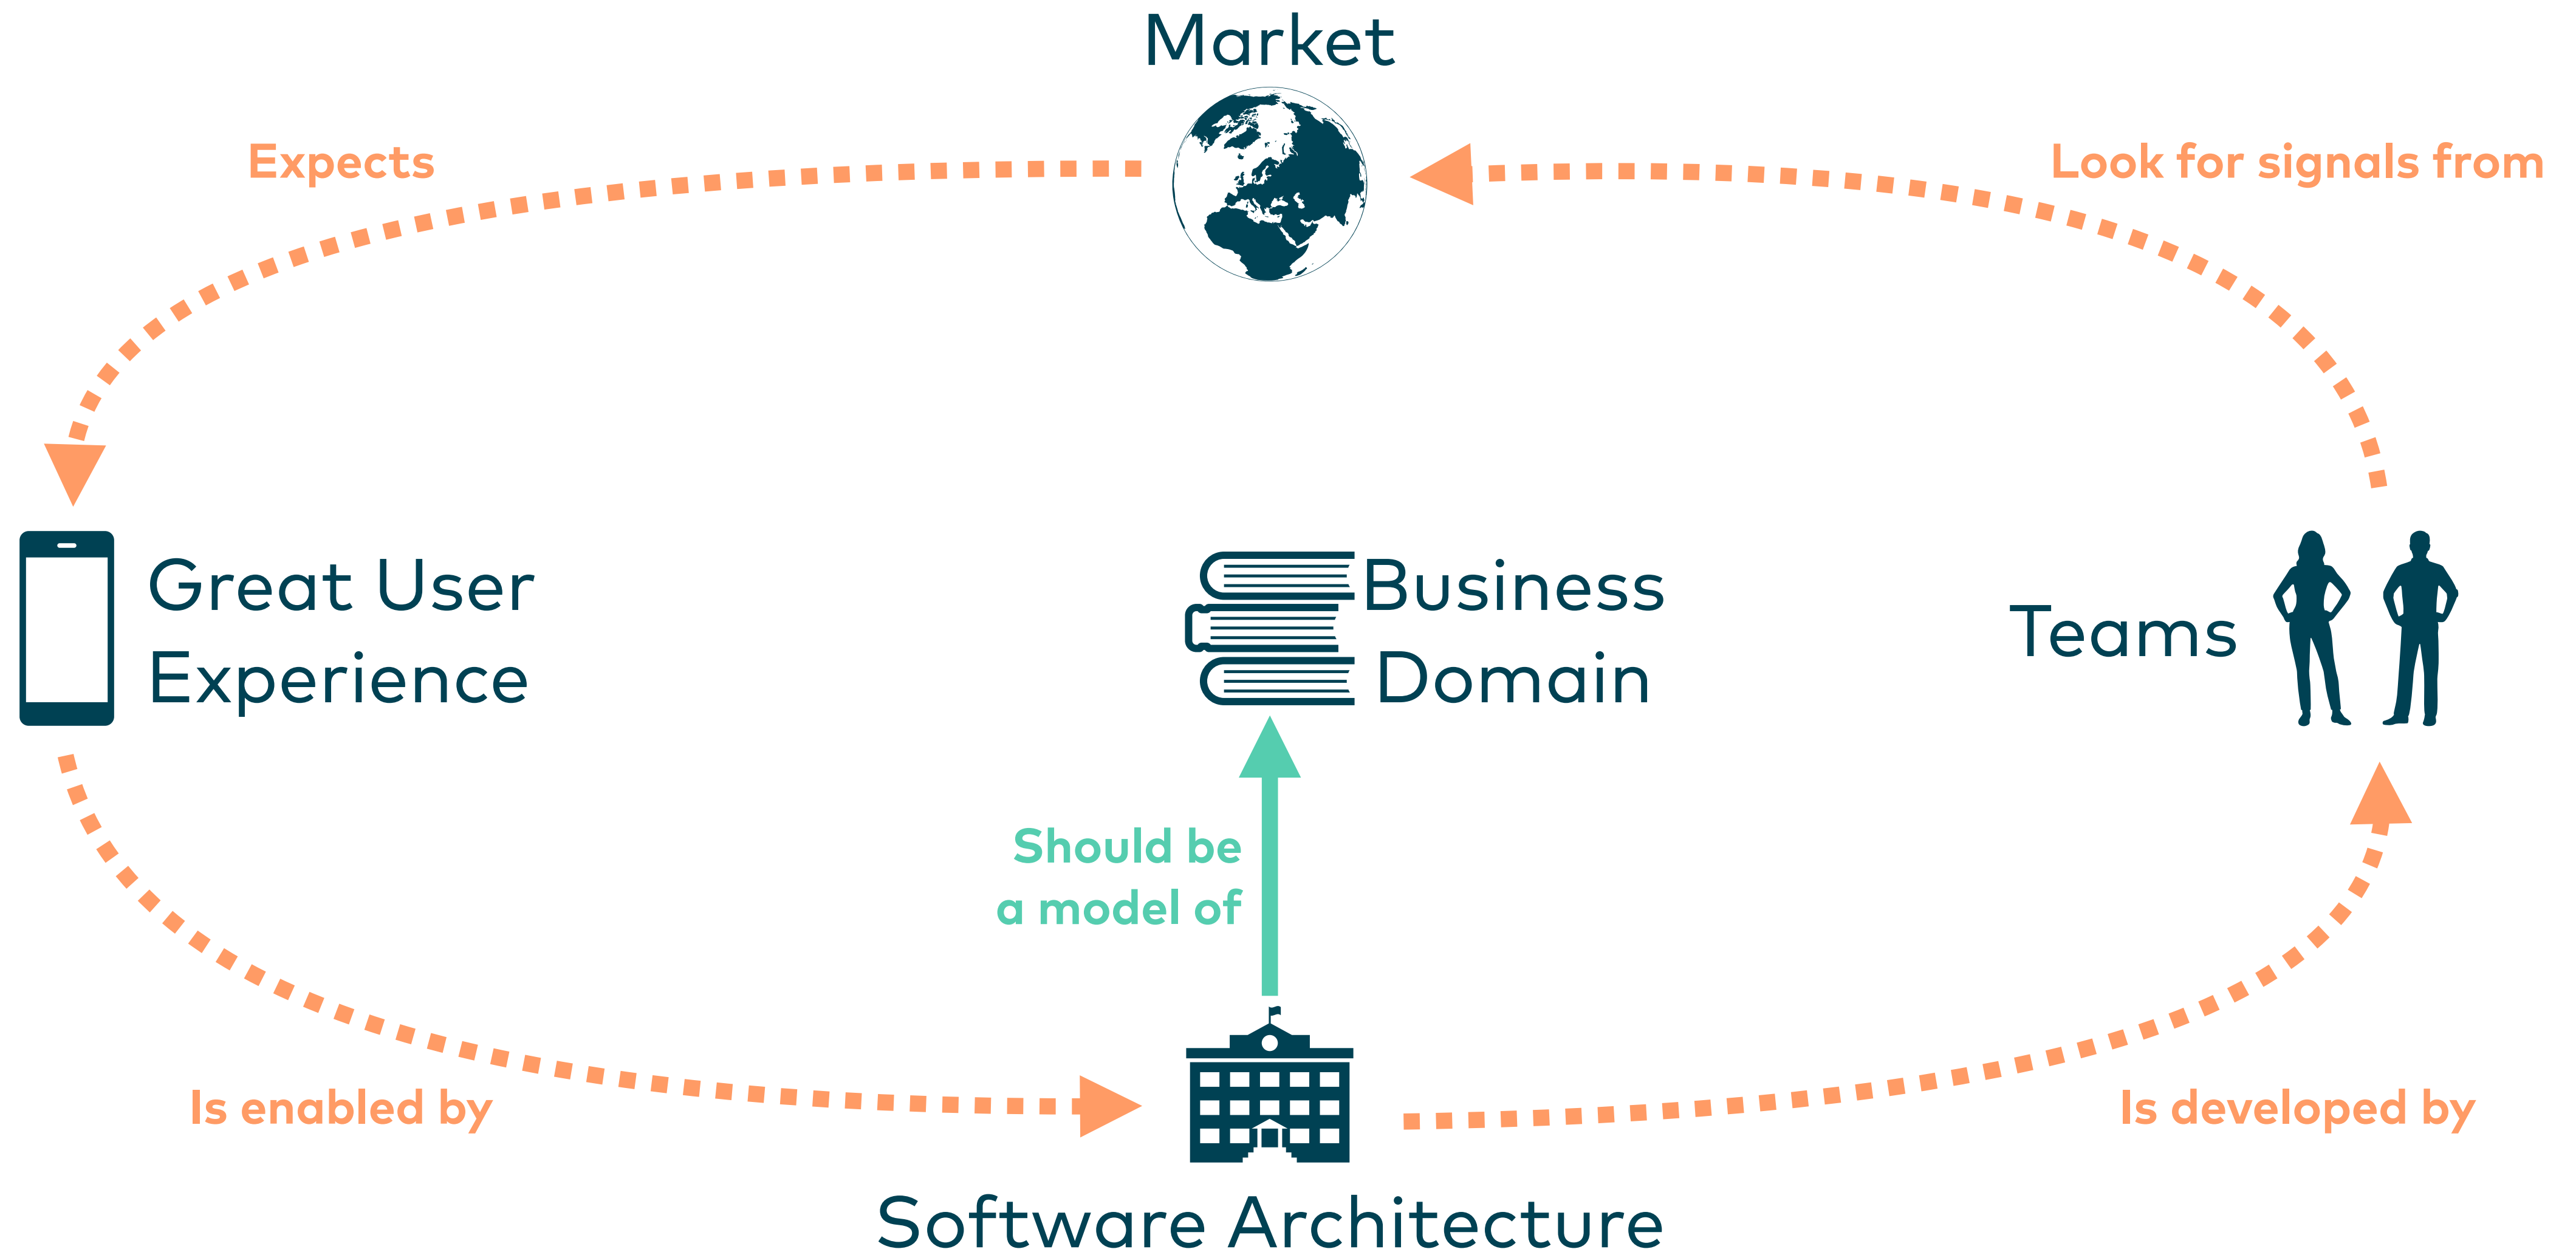 Market
Expects
Look for signals from
Great User
Experience
Business
Domain
Teams
Should be
a model of
Is enabled by
Is developed by
Software Architecture